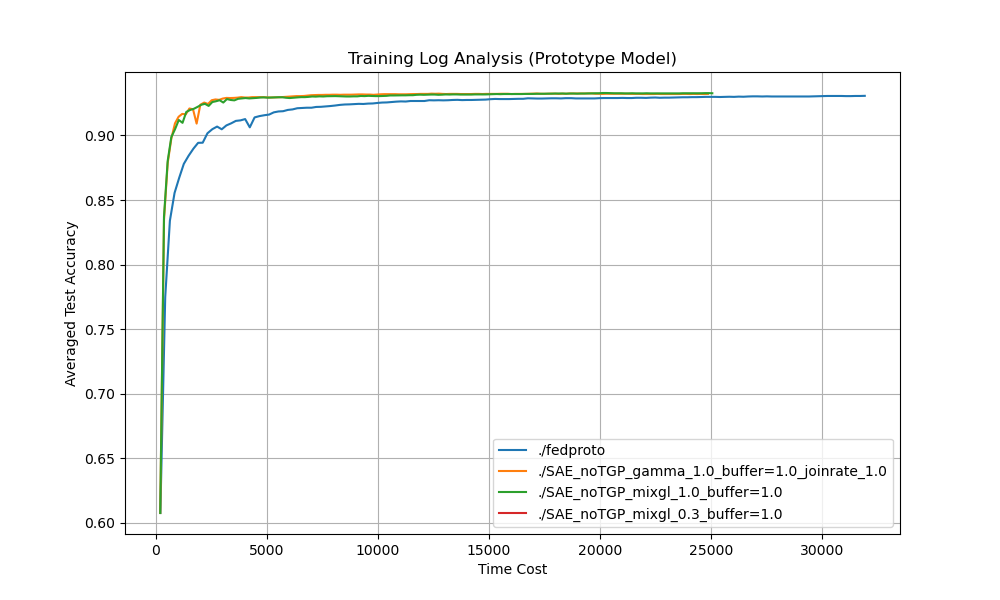 Training Log Analysis (Prototype Model)
Averaged Test Accuracy
0.90
0.85
0.80
0.75
0.70
0.65
0.60
./fedproto
./SAE_noTGP_gamma_1.0_buffer=1.0_joinrate_1.0
./SAE_noTGP_mixgl_1.0_buffer=1.0
./SAE_noTGP_mixgl_0.3_buffer=1.0
0 5000 10000 15000 20000 25000 30000
Time Cost